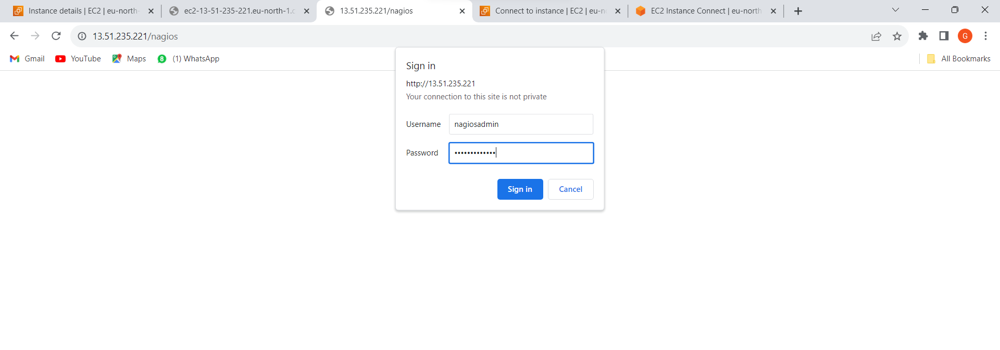 Instance details | EC2 | eu-north-
ec2-13-51-235-221.eu-north-1.c
13.51.235.221/nagios
Connect to instance | EC2 | eu-n
EC2 Instance Connect | eu-north
13.51.235.221/nagios
G
Gmail
YouTube
Maps
8
(1) WhatsApp
All Bookmarks
Sign in
http://13.51.235.221
Your connection to this site is not private
Username
nagiosadmin
Password
•••••••••••••
Sign in
Cancel